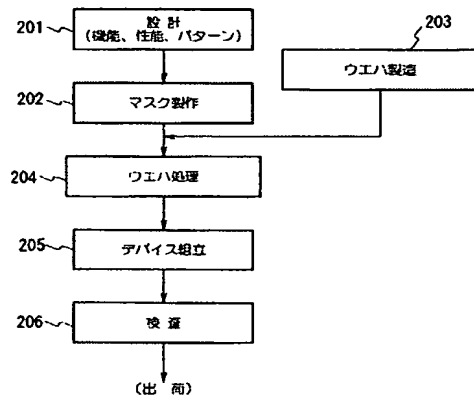 201
設計
(機能、性能、パターン)
203
ウエハ製造
202
マスク製作
204
ウエハ処理
205
デバイス組立
206
検査
(出荷)